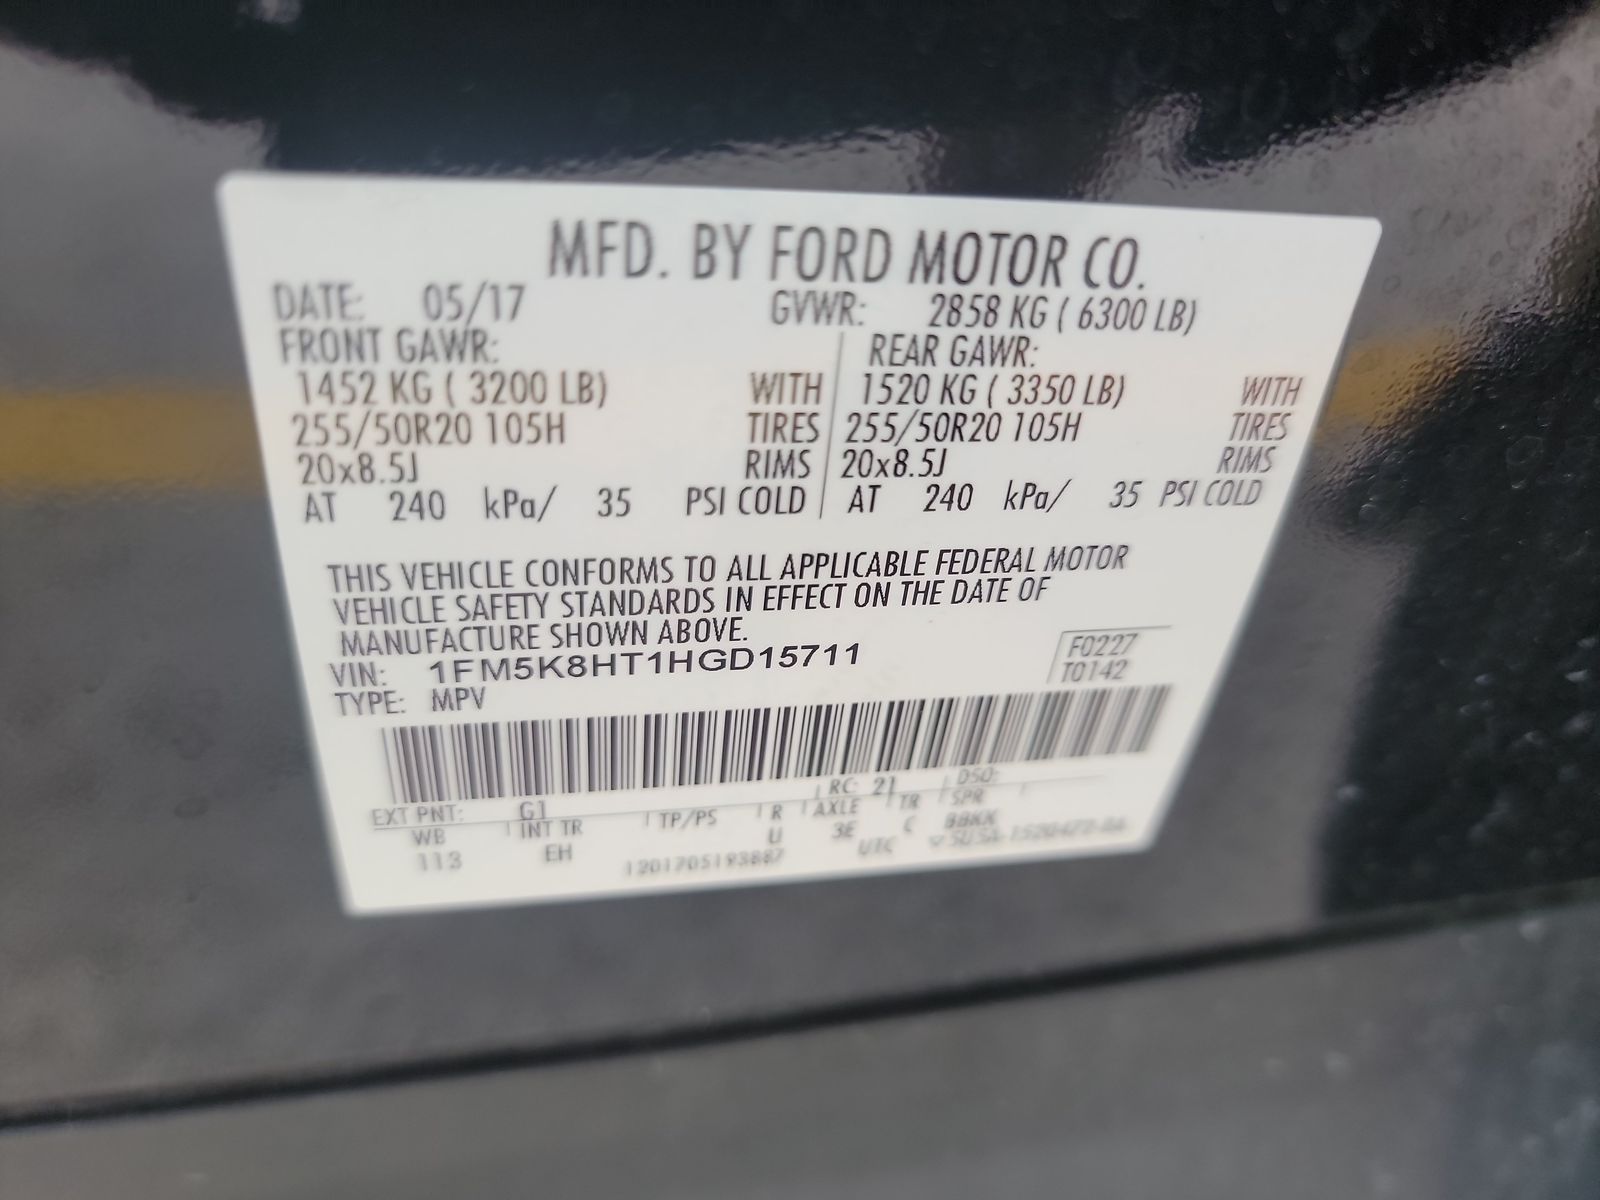 MFD. BY FORD MOTOR CO.
DATE: 05/17 GVWR: 2858 KG ( 6300 LB)
FRONT GAWR: REAR GAWR:
1452 KG ( 3200 LB) WITH 1520 KG ( 3350 LB) WITH
255/50R20 105H TIRES 255/50R20 105H TIRES
20x8.5J RIMS 20x8.5J RIMS
AT 240 kPa/ 35 PSI COLD AT 240 kPa/ 35 PSI COLD
THIS VEHICLE CONFORMS TO ALL APPLICABLE FEDERAL MOTOR
VEHICLE SAFETY STANDARDS IN EFFECT ON THE DATE OF
MANUFACTURE SHOWN ABOVE.
VIN: 1FM5K8HT1HGD15711 F0227
TYPE: MPV T0142
EXT PNT: G1 RC: 21 DSO:
WB INT TR TP/PS R AXLE TR SPR
113 EH U 3E C BBKK
1201705193887 UTC